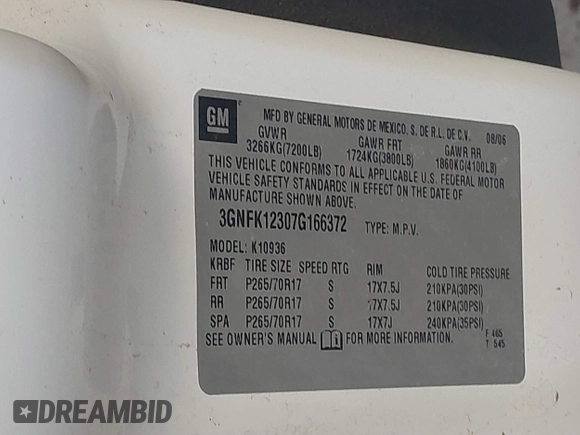 GM
MFD BY GENERAL MOTORS DE MEXICO, S. DE R.L. DE C.V. 08/06
GVWR GAWR FRT GAWR RR
3266KG(7200LB) 1724KG(3800LB) 1860KG(4100LB)
THIS VEHICLE CONFORMS TO ALL APPLICABLE U.S. FEDERAL MOTOR
VEHICLE SAFETY STANDARDS IN EFFECT ON THE DATE OF
MANUFACTURE SHOWN ABOVE.
3GNFK12307G166372 TYPE: M.P.V.
MODEL: K10936
KRBF TIRE SIZE SPEED RTG RIM COLD TIRE PRESSURE
FRT P265/70R17 S 17X7.5J 210KPA(30PSI)
RR P265/70R17 S 17X7.5J 210KPA(30PSI)
SPA P265/70R17 S 17X7J 240KPA(35PSI)
SEE OWNER'S MANUAL FOR MORE INFORMATION. F 465
T 545
DREAMBID